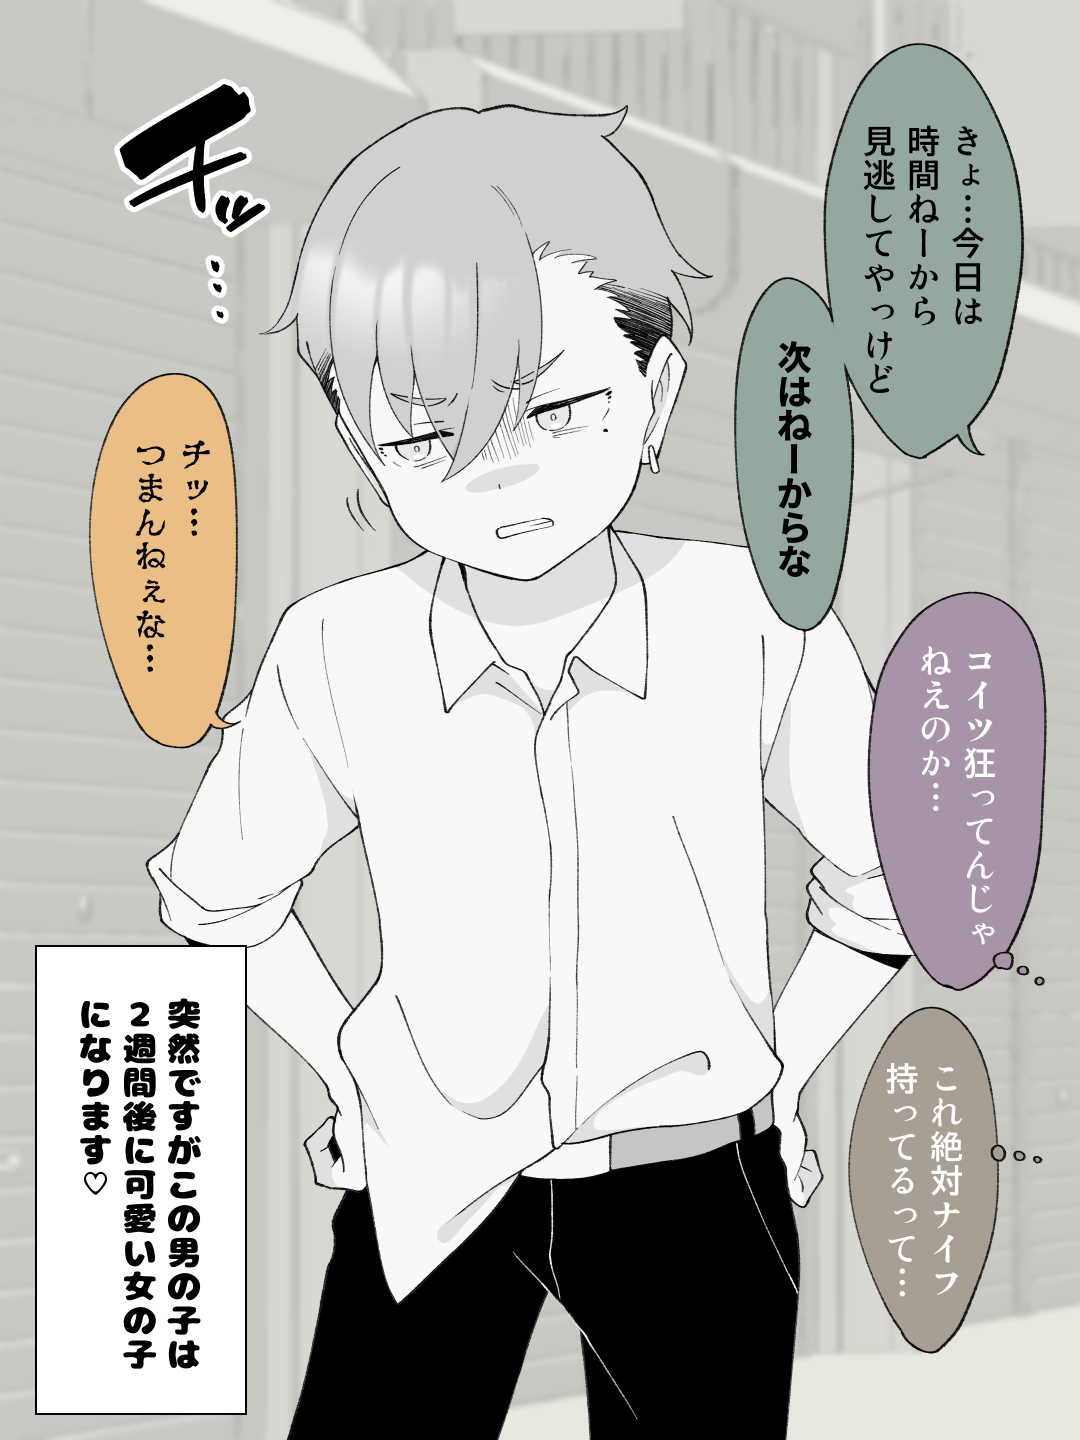 きょ…今日は
時間ねーから
見逃してやっけど
次はねーからな
チッ…
チッ…
つまんねぇな…
コイツ狂ってんじゃ
ねえのか…
これ絶対ナイフ
持ってるって…
突然ですがこの男の子は
2週間後に可愛い女の子
になります♡